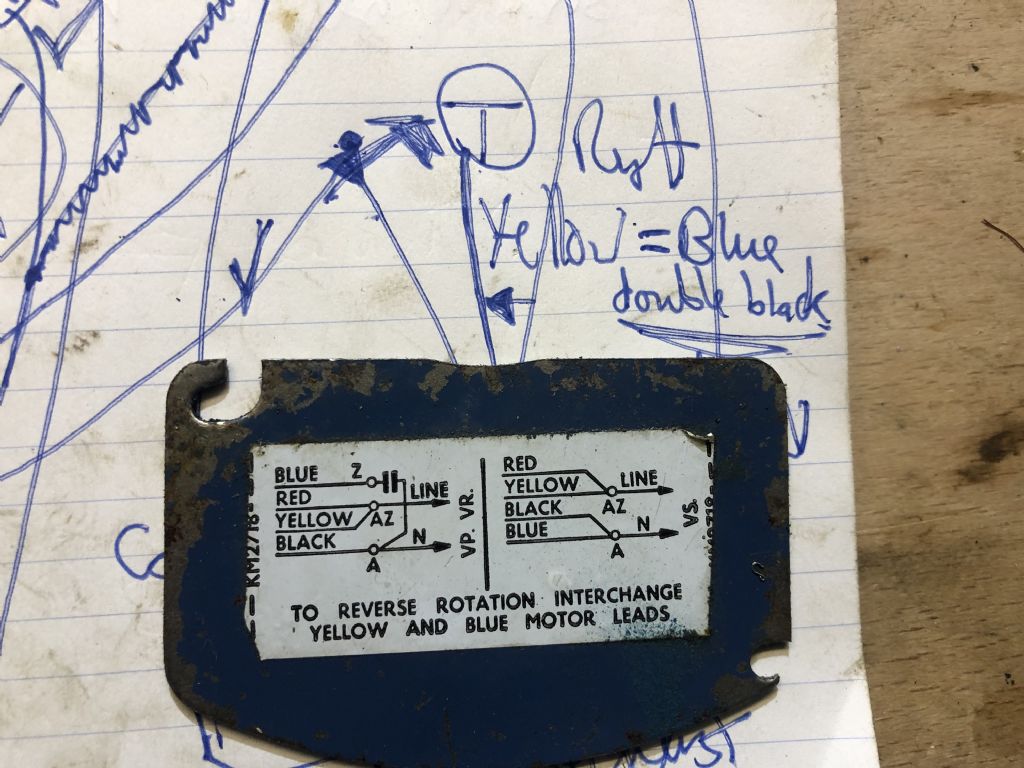 T
Yellow = Blue
double black
BLUE Z
RED LINE
YELLOW AZ
BLACK N
A
VP. VR.
RED
YELLOW LINE
AZ
BLACK
BLUE N
A
VS.
TO REVERSE ROTATION INTERCHANGE
YELLOW AND BLUE MOTOR LEADS